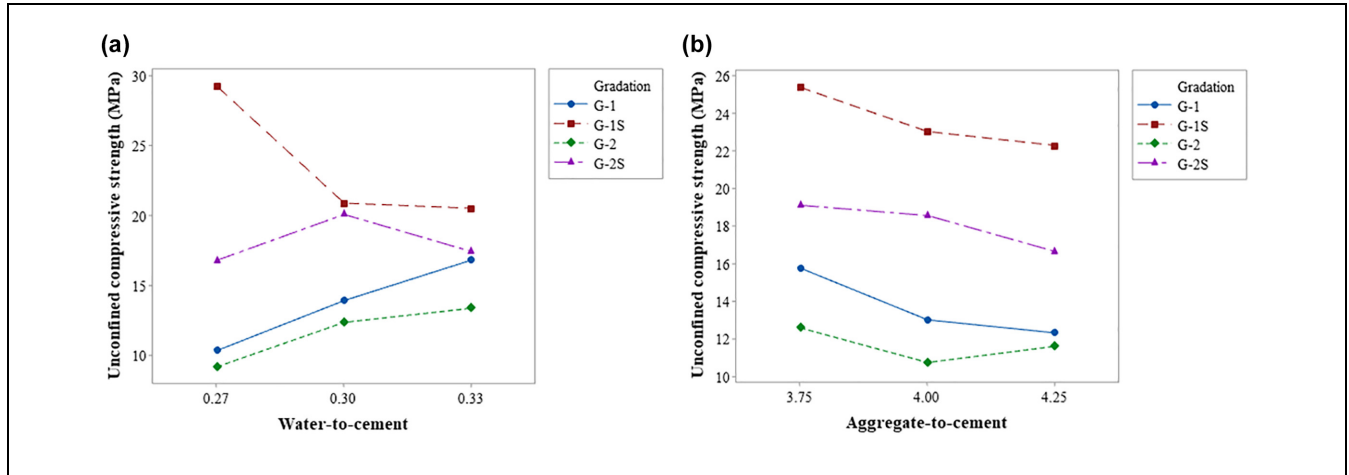 (a)
Unconfined compressive strength (MPa)
30
25
20
15
10
0.27
0.30
0.33
Water-to-cement
Gradation
G-1
G-1S
G-2
G-2S
(b)
Unconfined compressive strength (MPa)
26
24
22
20
18
16
14
12
10
3.75
4.00
4.25
Aggregate-to-cement
Gradation
G-1
G-1S
G-2
G-2S